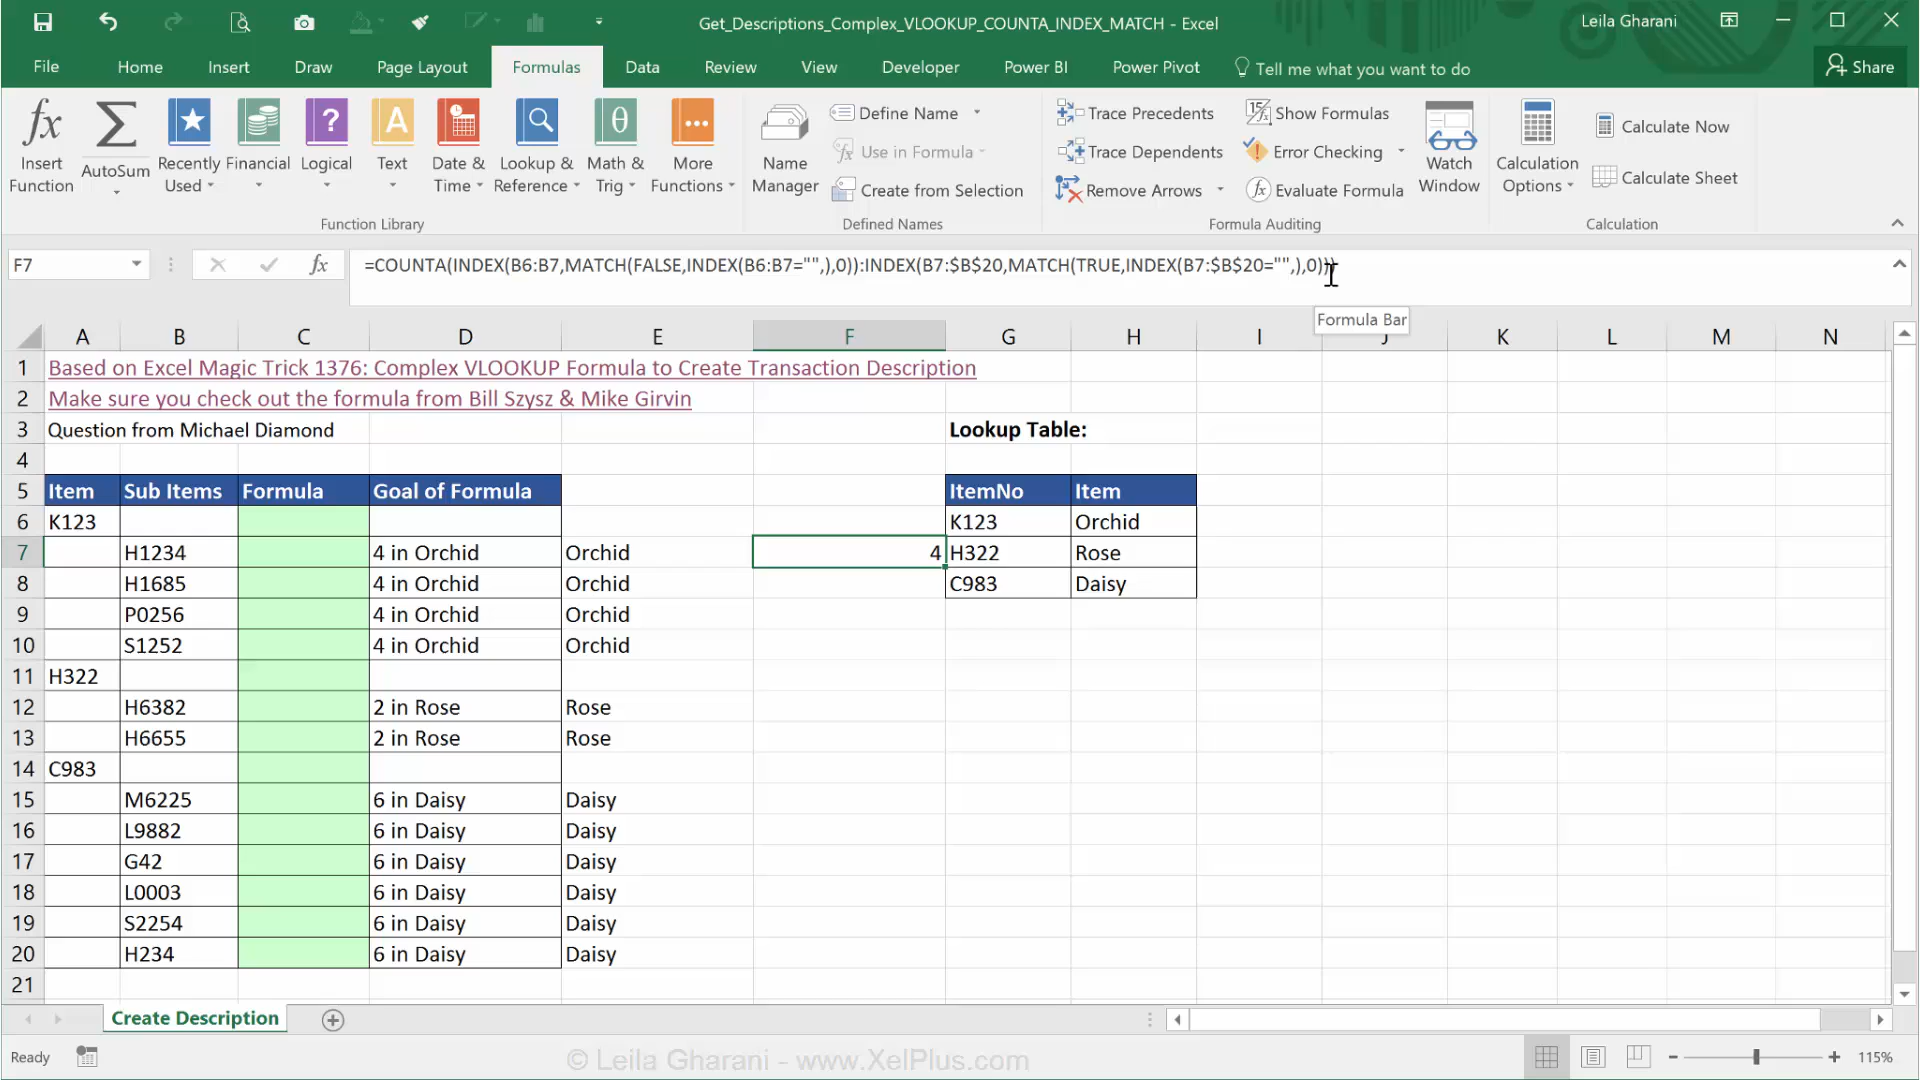 Get_Descriptions_Complex_VLOOKUP_COUNTA_INDEX_MATCH - Excel
Leila Gharani
File Home Insert Draw Page Layout Formulas Data Review View Developer Power BI Power Pivot Tell me what you want to do Share
Insert Function
AutoSum
Recently Used
Financial
Logical
Text
Date & Time
Lookup & Reference
Math & Trig
More Functions
Function Library
Name Manager
Define Name
Use in Formula
Create from Selection
Defined Names
Trace Precedents
Trace Dependents
Remove Arrows
Show Formulas
Error Checking
Evaluate Formula
Formula Auditing
Watch Window
Calculation Options
Calculate Now
Calculate Sheet
Calculation
F7 fx =COUNTA(INDEX(B6:B7,MATCH(FALSE,INDEX(B6:B7="",),0)):INDEX(B7:$B$20,MATCH(TRUE,INDEX(B7:$B$20="",),0)))
Formula Bar
A B C D E F G H I J K L M N
1 Based on Excel Magic Trick 1376: Complex VLOOKUP Formula to Create Transaction Description
2 Make sure you check out the formula from Bill Szysz & Mike Girvin
3 Question from Michael Diamond Lookup Table:
4
5 Item Sub Items Formula Goal of Formula ItemNo Item
6 K123 K123 Orchid
7 H1234 4 in Orchid Orchid 4 H322 Rose
8 H1685 4 in Orchid Orchid C983 Daisy
9 P0256 4 in Orchid Orchid
10 S1252 4 in Orchid Orchid
11 H322
12 H6382 2 in Rose Rose
13 H6655 2 in Rose Rose
14 C983
15 M6225 6 in Daisy Daisy
16 L9882 6 in Daisy Daisy
17 G42 6 in Daisy Daisy
18 L0003 6 in Daisy Daisy
19 S2254 6 in Daisy Daisy
20 H234 6 in Daisy Daisy
21
Create Description
Ready
© Leila Gharani - www.XelPlus.com
115%